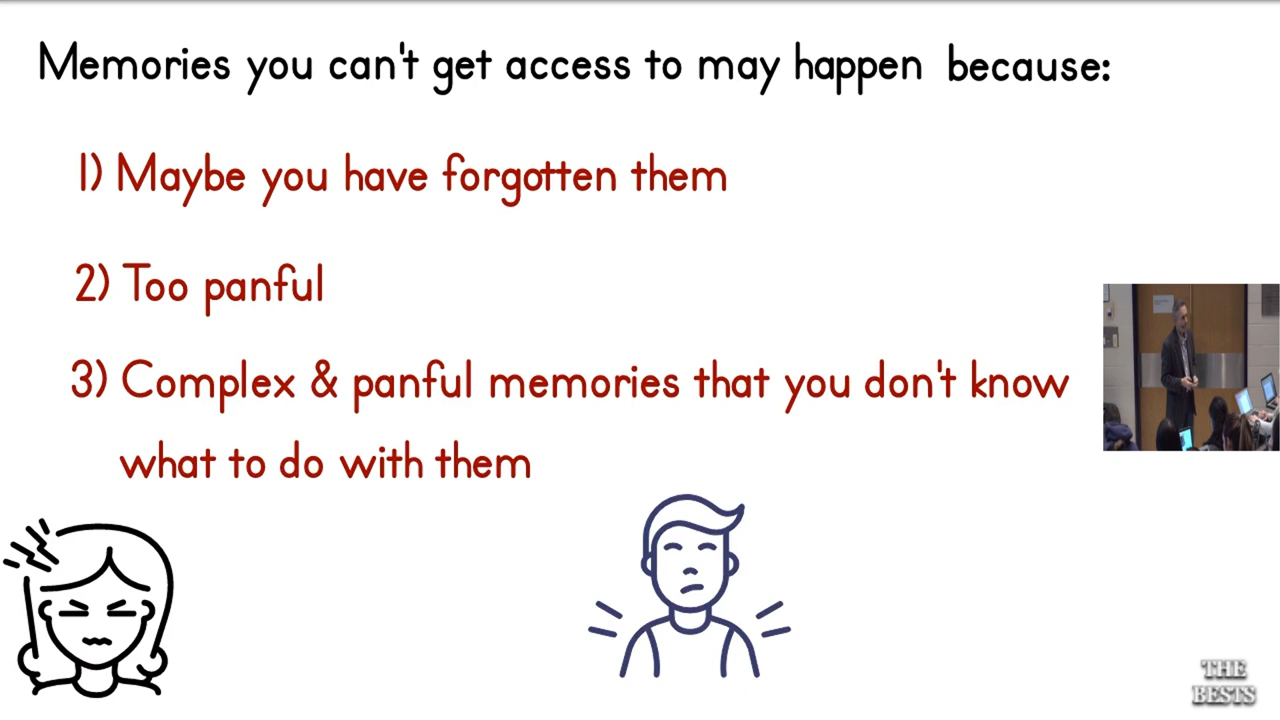 Memories you can't get access to may happen because:
1) Maybe you have forgotten them
2) Too panful
3) Complex & panful memories that you don't know
what to do with them
THE
BESTS